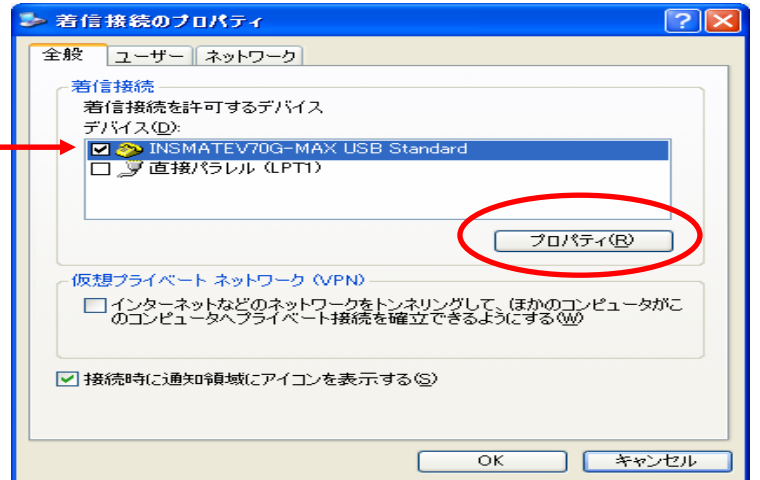 着信接続のプロパティ
全般 ユーザー ネットワーク
着信接続
着信接続を許可するデバイス
デバイス(D):
INSMATEV70G-MAX USB Standard
直接パラレル (LPT1)
プロパティ(R)
仮想プライベート ネットワーク (VPN)
インターネットなどのネットワークをトンネリングして、ほかのコンピュータがこ
のコンピュータへプライベート接続を確立できるようにする(W)
接続時に通知領域にアイコンを表示する(S)
OK キャンセル